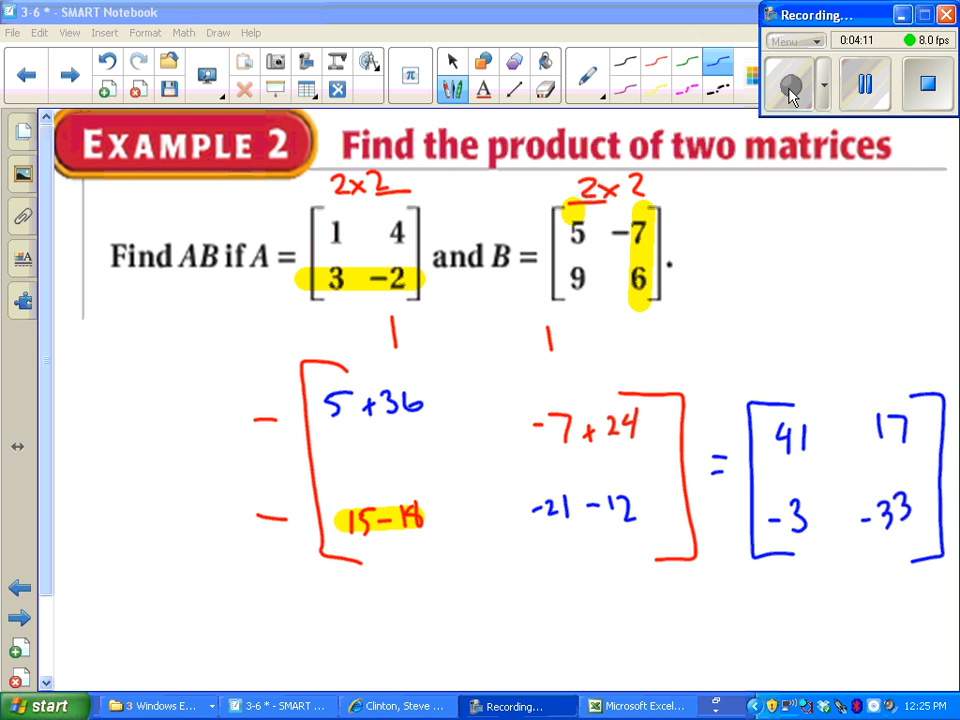 3-6 * - SMART Notebook
File Edit View Insert Format Math Draw Help
Recording...
Menu 0:04:11 8.0 fps
EXAMPLE 2 Find the product of two matrices
2x2 2x2
Find AB if A = [ 1 4 and B = [ 5 -7
3 -2 ] 9 6 ] .
1 1
5 +36 -7 + 24
15 - 18 -21 -12
= 41 17
-3 -33
start 3 Windows E... 3-6 * - SMART ... Clinton, Steve ... Recording... Microsoft Excel... 12:25 PM